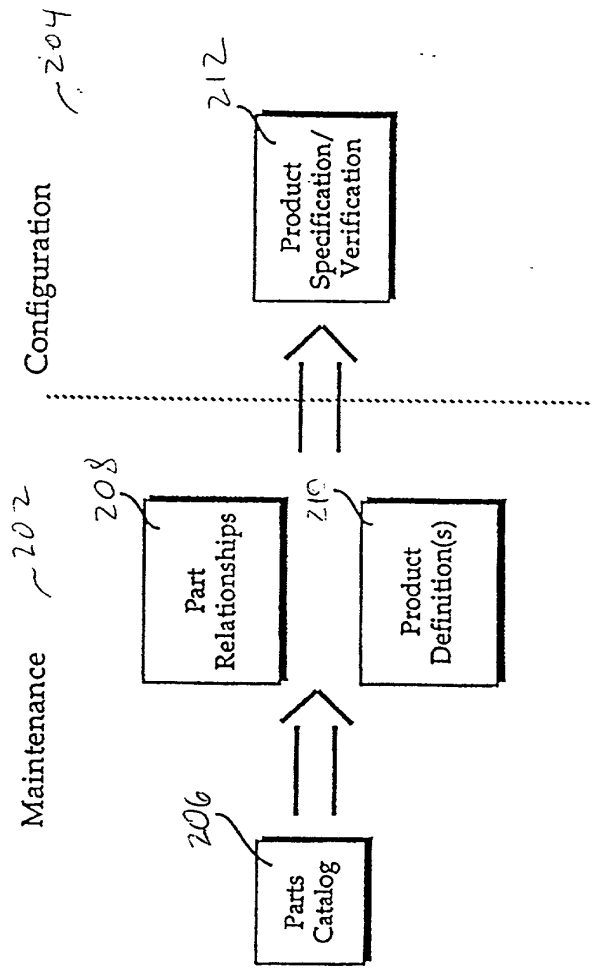 Maintenance
202
Configuration
204
206
Parts
Catalog
208
Part
Relationships
210
Product
Definition(s)
212
Product
Specification/
Verification